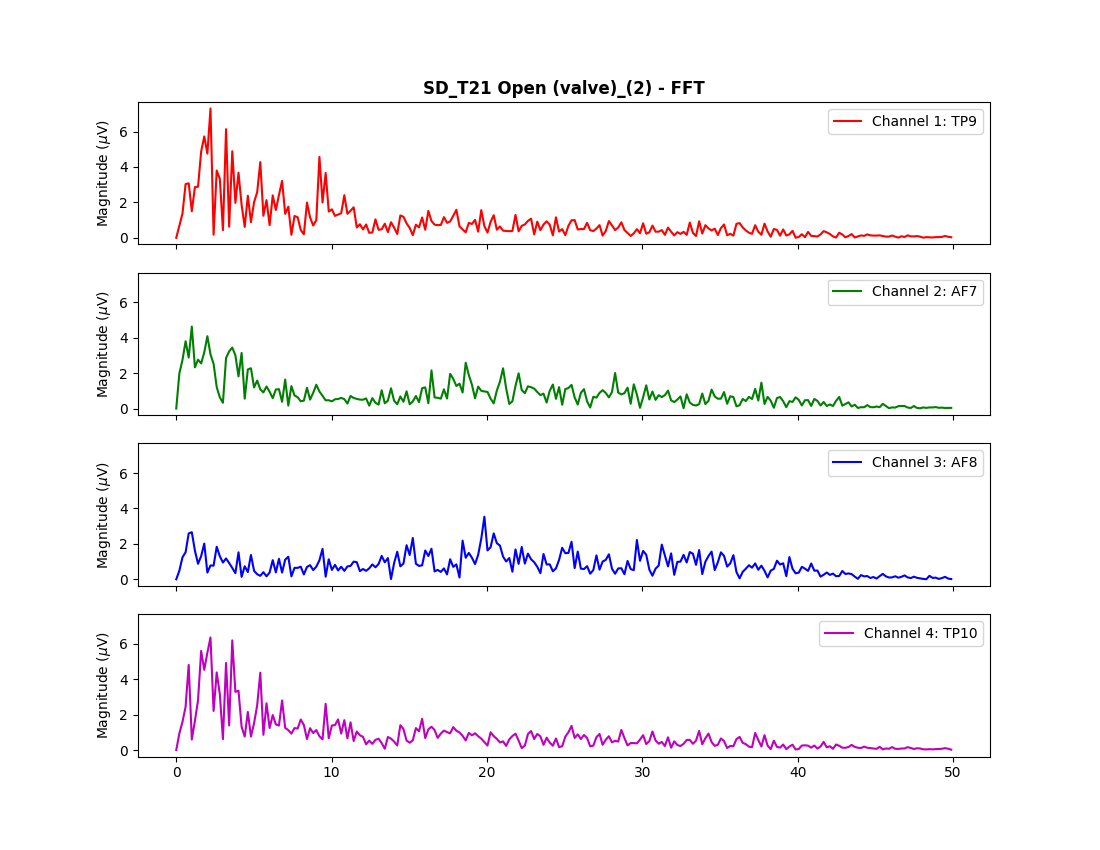 SD_T21 Open (valve)_(2) - FFT
Magnitude (μV)
6
4
2
0
Channel 1: TP9
Magnitude (μV)
6
4
2
0
Channel 2: AF7
Magnitude (μV)
6
4
2
0
Channel 3: AF8
Magnitude (μV)
6
4
2
0
Channel 4: TP10
0 10 20 30 40 50